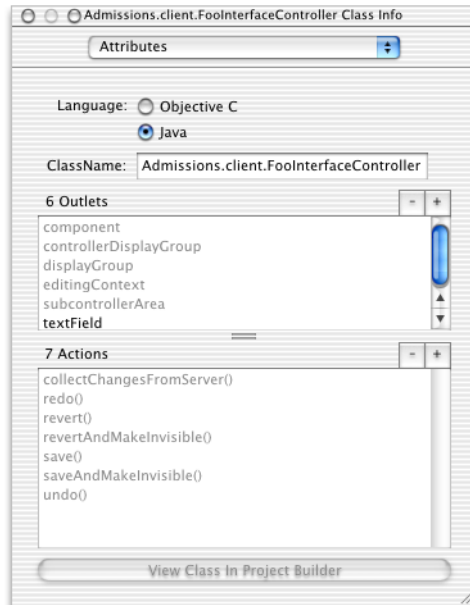 Admissions.client.FooInterfaceController Class Info
Attributes
Language: Objective C
Java
ClassName: Admissions.client.FooInterfaceController
6 Outlets - +
component
controllerDisplayGroup
displayGroup
editingContext
subcontrollerArea
textField
7 Actions - +
collectChangesFromServer()
redo()
revert()
revertAndMakeInvisible()
save()
saveAndMakeInvisible()
undo()
View Class In Project Builder